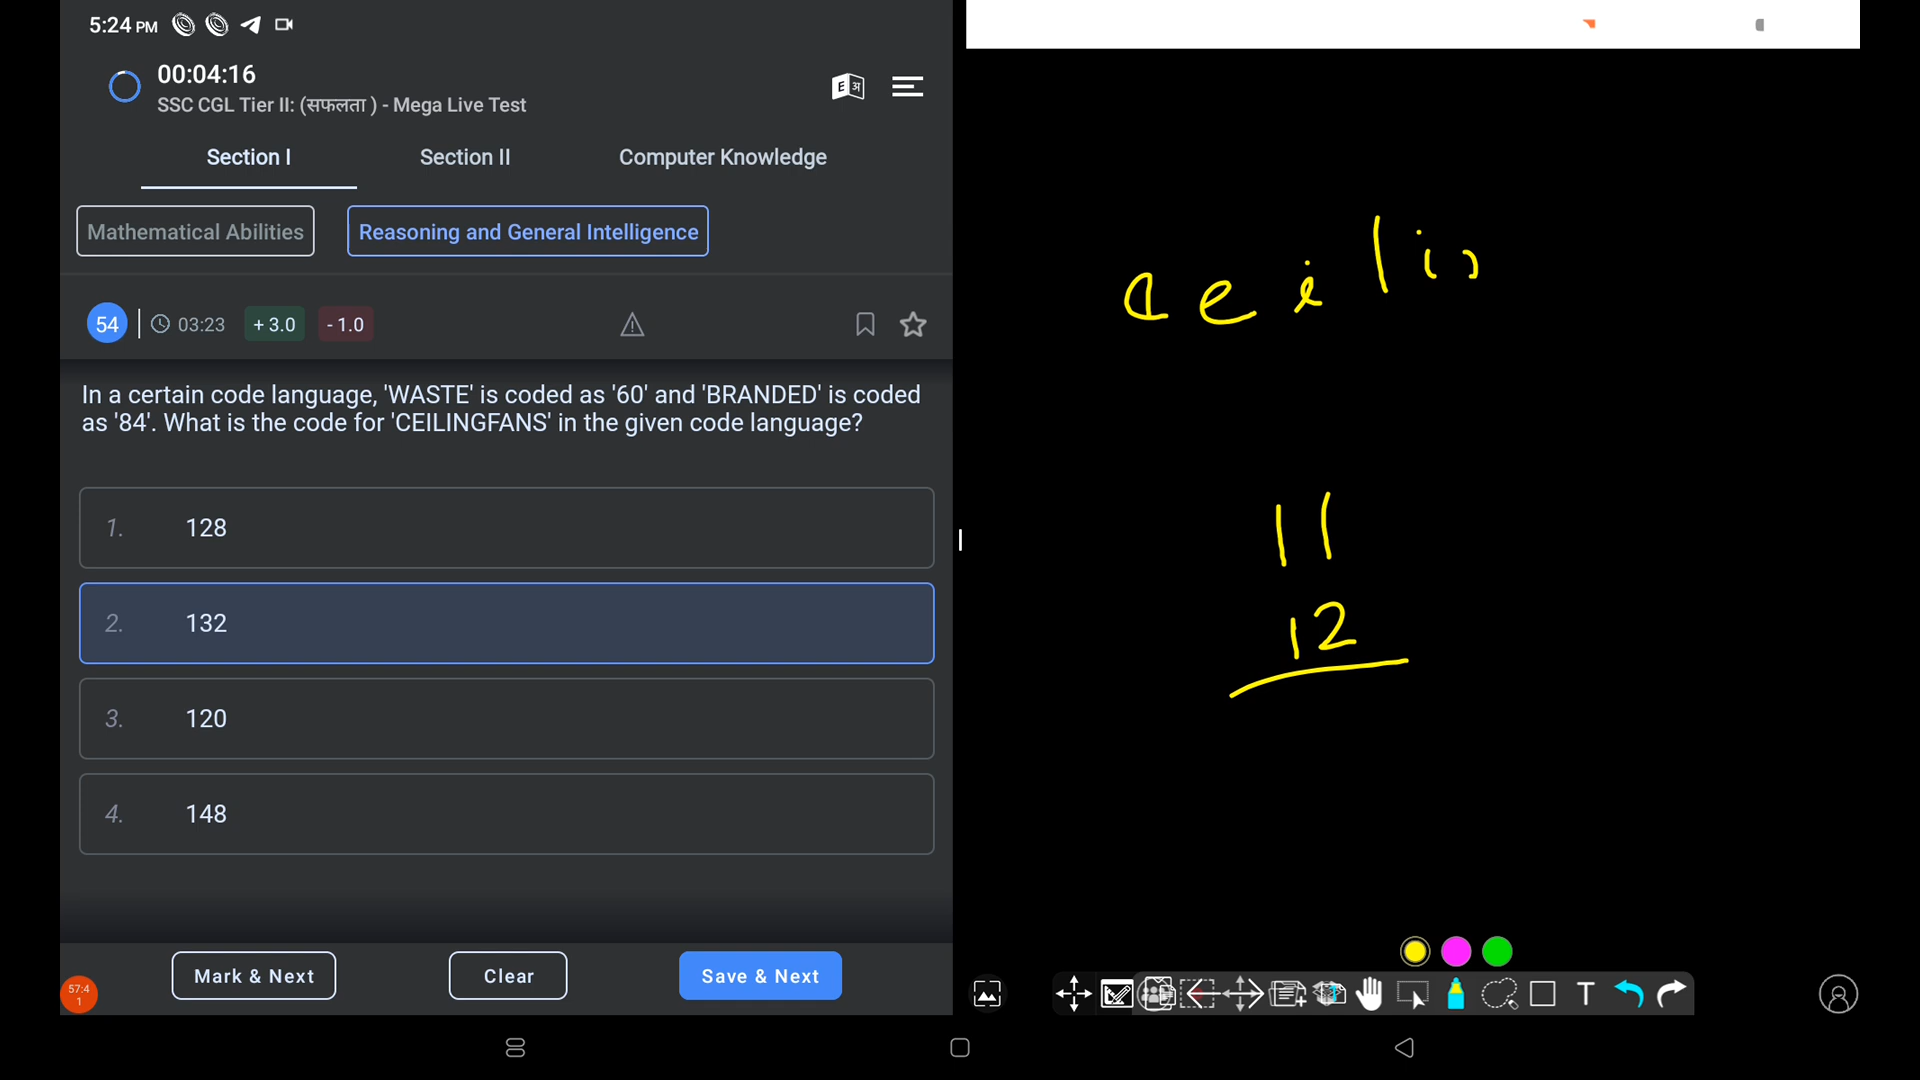 5:24 PM
00:04:16
SSC CGL Tier II: (सफलता ) - Mega Live Test
E अ
Section I Section II Computer Knowledge
Mathematical Abilities Reasoning and General Intelligence
54 03:23 + 3.0 - 1.0
In a certain code language, 'WASTE' is coded as '60' and 'BRANDED' is coded
as '84'. What is the code for 'CEILINGFANS' in the given code language?
1. 128
2. 132
3. 120
4. 148
Mark & Next Clear Save & Next
57:4
1
11
12
T